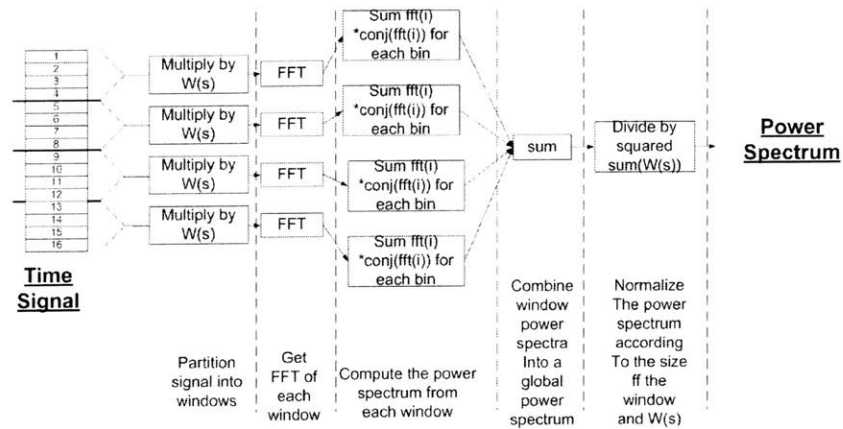 1
2
3
4
5
6
7
8
9
10
11
12
13
14
15
16
Time
Signal
Multiply by
W(s)
Multiply by
W(s)
Multiply by
W(s)
Multiply by
W(s)
FFT
FFT
FFT
FFT
Sum fft(i)
*conj(fft(i)) for
each bin
Sum fft(i)
*conj(fft(i)) for
each bin
Sum fft(i)
*conj(fft(i)) for
each bin
Sum fft(i)
*conj(fft(i)) for
each bin
sum
Divide by
squared
sum(W(s))
Power
Spectrum
Partition
signal into
windows
Get
FFT of
each
window
Compute the power
spectrum from
each window
Combine
window
power
spectra
Into a
global
power
spectrum
Normalize
The power
spectrum
according
To the size
ff the
window
and W(s)